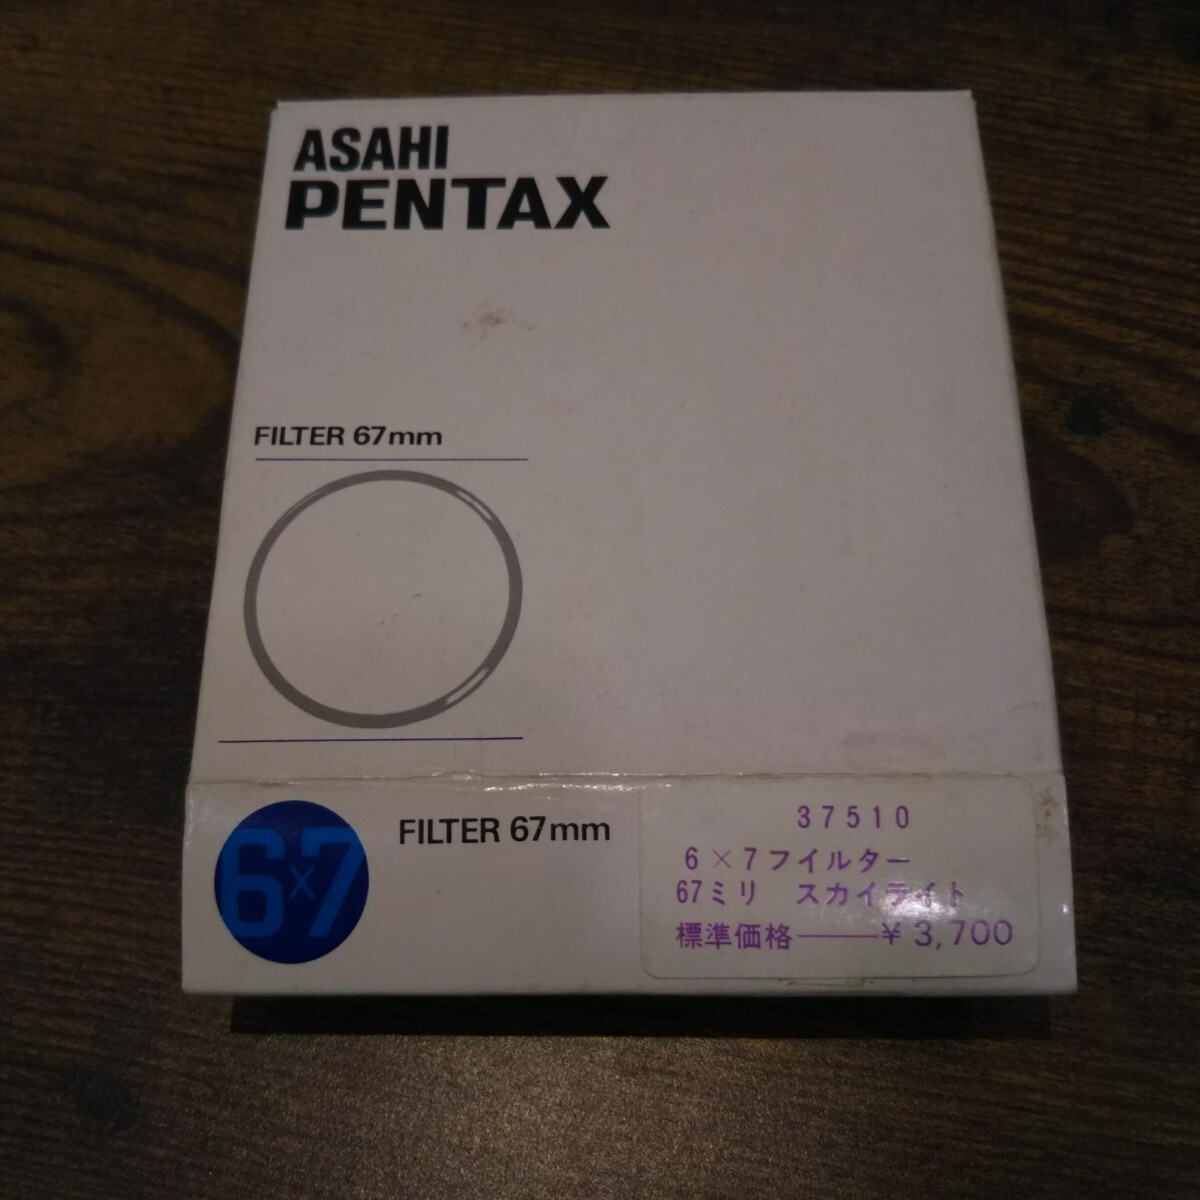 ASAHI
PENTAX
FILTER 67mm
6×7
FILTER 67mm
37510
6×7フイルター
67ミリ スカイライト
標準価格――¥3,700